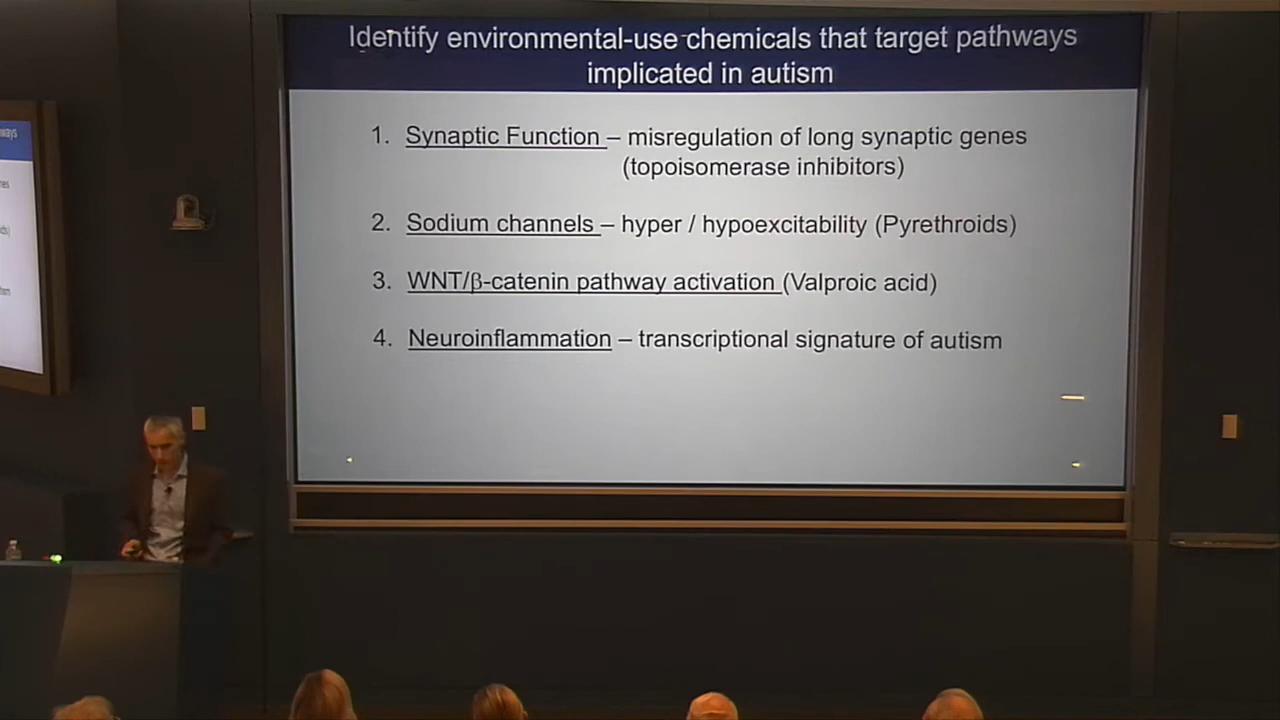 Identify environmental-use chemicals that target pathways
implicated in autism
1. Synaptic Function – misregulation of long synaptic genes
(topoisomerase inhibitors)
2. Sodium channels – hyper / hypoexcitability (Pyrethroids)
3. WNT/β-catenin pathway activation (Valproic acid)
4. Neuroinflammation – transcriptional signature of autism